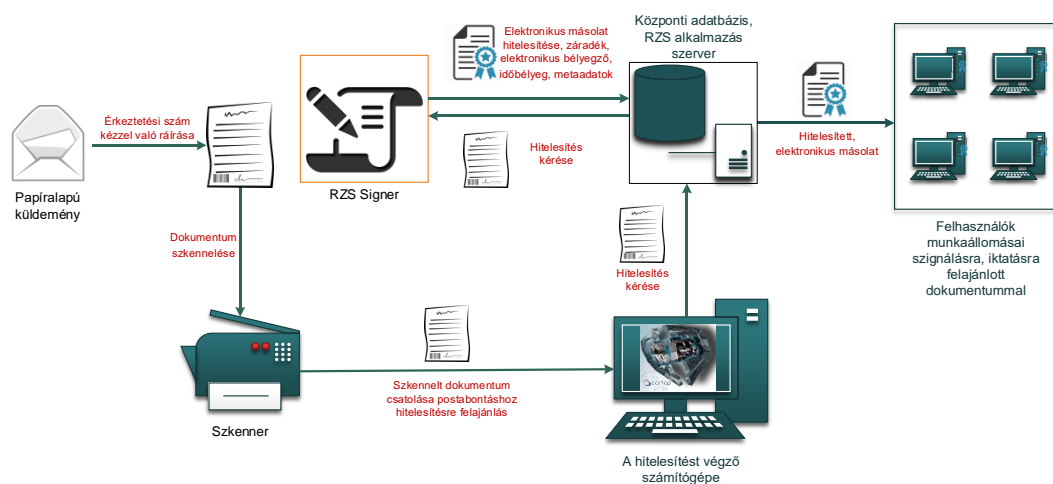 Papíralapú
küldemény
Érkeztetési szám
kézzel való ráírása
Dokumentum
szkennelése
Szkenner
Szkennelt dokumentum
csatolása postabontáshoz
hitelesítésre felajánlás
A hitelesítést végző
számítógépe
Hitelesítés
kérése
RZS Signer
Hitelesítés
kérése
Elektronikus másolat
hitelesítése, záradék,
elektronikus bélyegző,
időbélyeg, metaadatok
Központi adatbázis,
RZS alkalmazás
szerver
Hitelesített,
elektronikus másolat
Felhasználók
munkaállomásai
szignálásra, iktatásra
felajánlott
dokumentummal